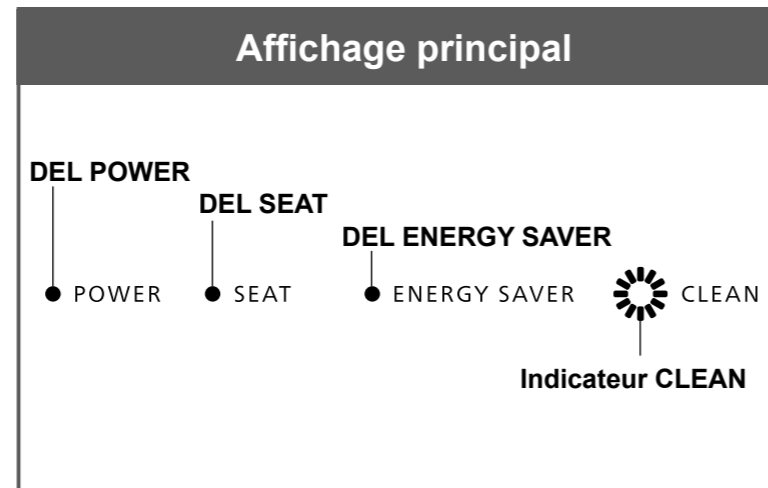 Affichage principal
DEL POWER
DEL SEAT
DEL ENERGY SAVER
POWER SEAT ENERGY SAVER CLEAN
Indicateur CLEAN